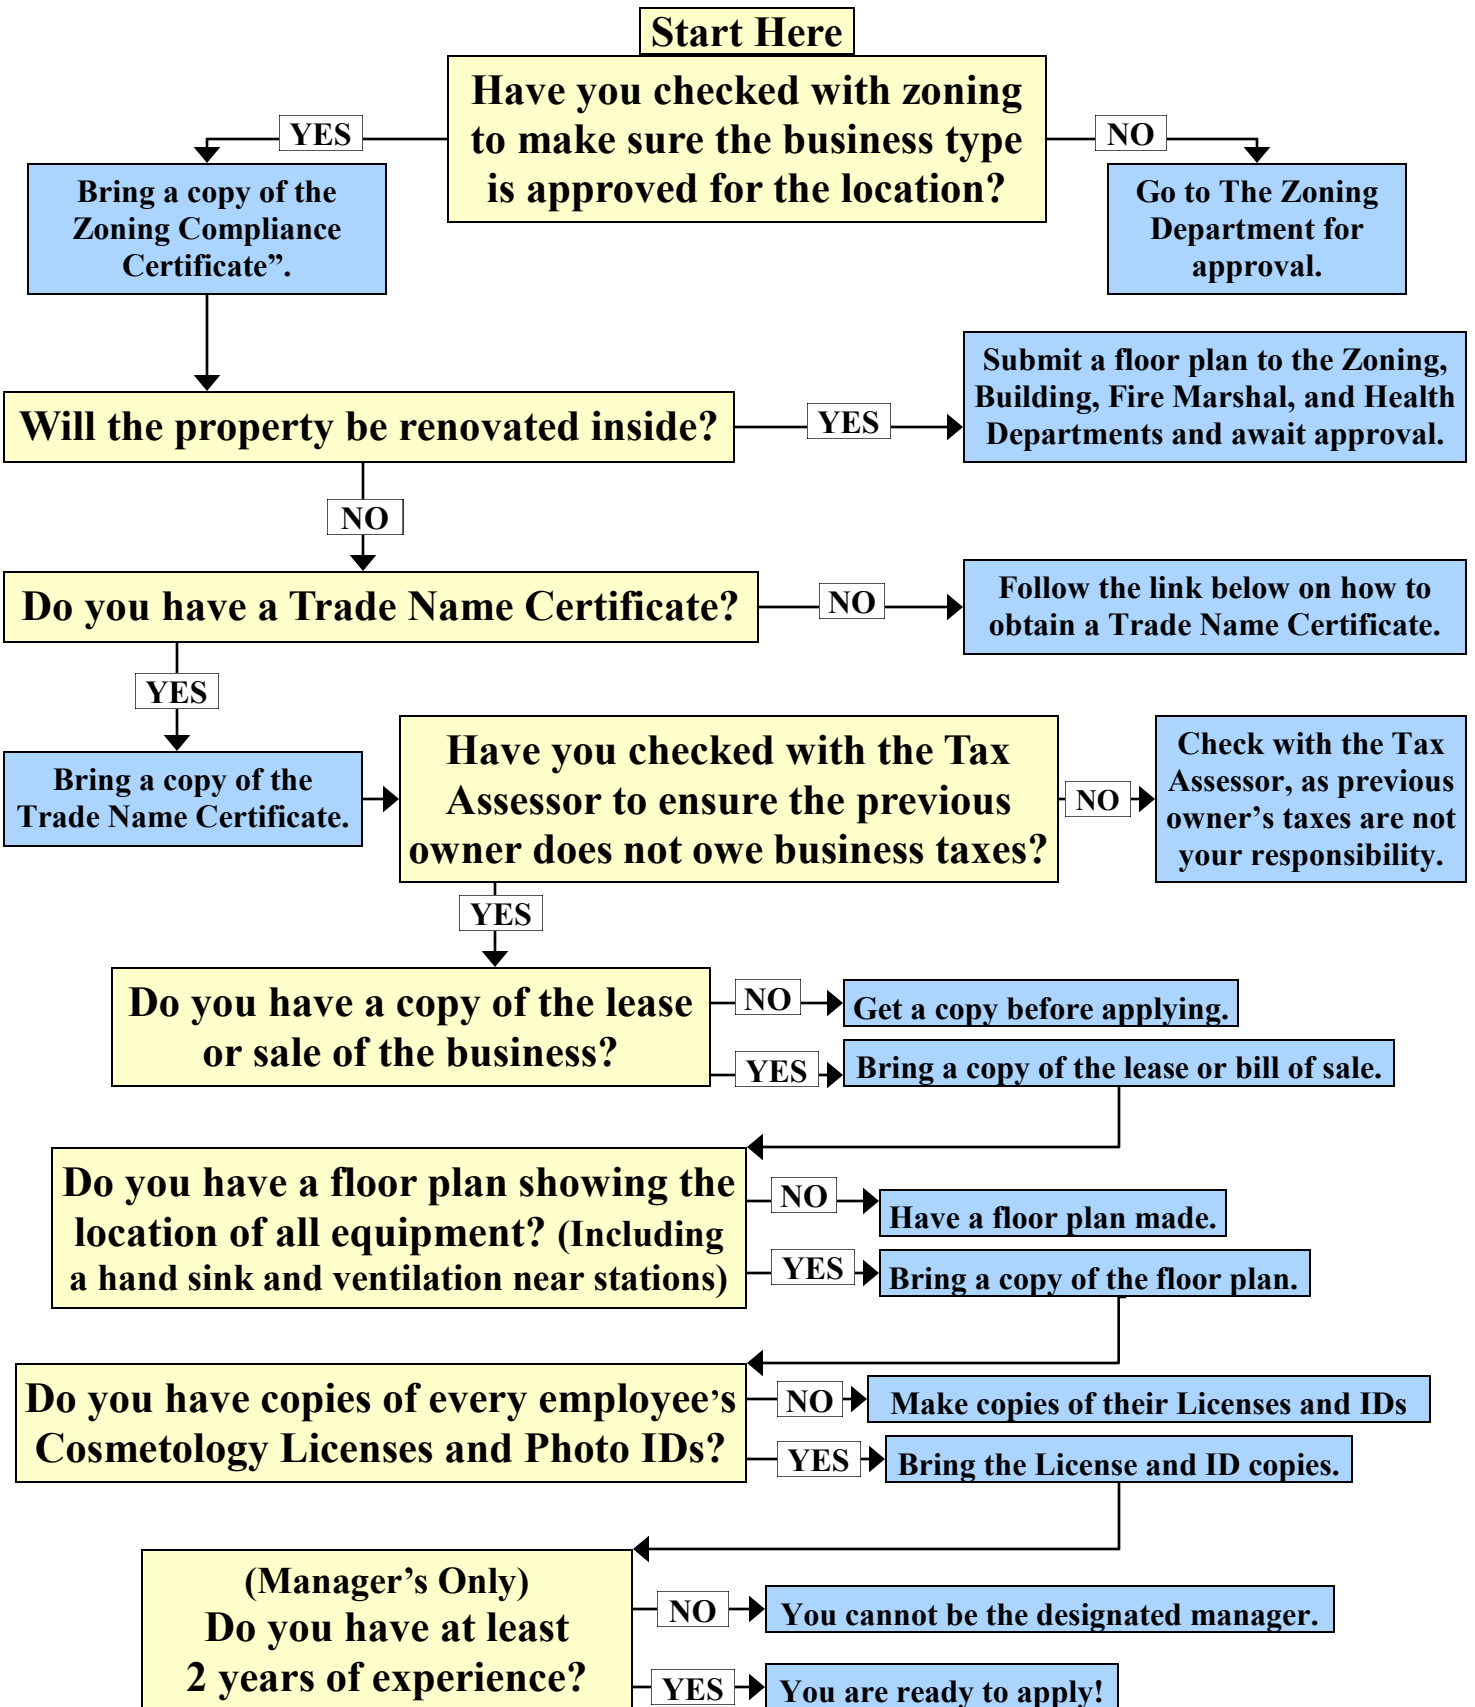 Start Here
Have you checked with zoning
to make sure the business type
is approved for the location?
YES
NO
Bring a copy of the
Zoning Compliance
Certificate”.
Go to The Zoning
Department for
approval.
Will the property be renovated inside?
YES
Submit a floor plan to the Zoning,
Building, Fire Marshal, and Health
Departments and await approval.
NO
Do you have a Trade Name Certificate?
NO
Follow the link below on how to
obtain a Trade Name Certificate.
YES
Bring a copy of the
Trade Name Certificate.
Have you checked with the Tax
Assessor to ensure the previous
owner does not owe business taxes?
NO
Check with the Tax
Assessor, as previous
owner’s taxes are not
your responsibility.
YES
Do you have a copy of the lease
or sale of the business?
NO
Get a copy before applying.
YES
Bring a copy of the lease or bill of sale.
Do you have a floor plan showing the
location of all equipment? (Including
a hand sink and ventilation near stations)
NO
Have a floor plan made.
YES
Bring a copy of the floor plan.
Do you have copies of every employee’s
Cosmetology Licenses and Photo IDs?
NO
Make copies of their Licenses and IDs
YES
Bring the License and ID copies.
(Manager’s Only)
Do you have at least
2 years of experience?
NO
You cannot be the designated manager.
YES
You are ready to apply!